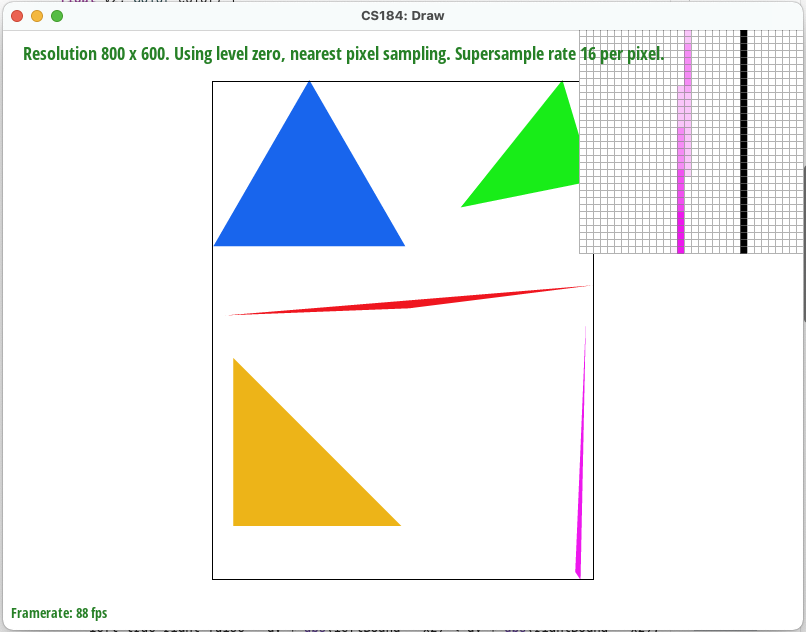 CS184: Draw
Resolution 800 x 600. Using level zero, nearest pixel sampling. Supersample rate 16 per pixel.
Framerate: 88 fps